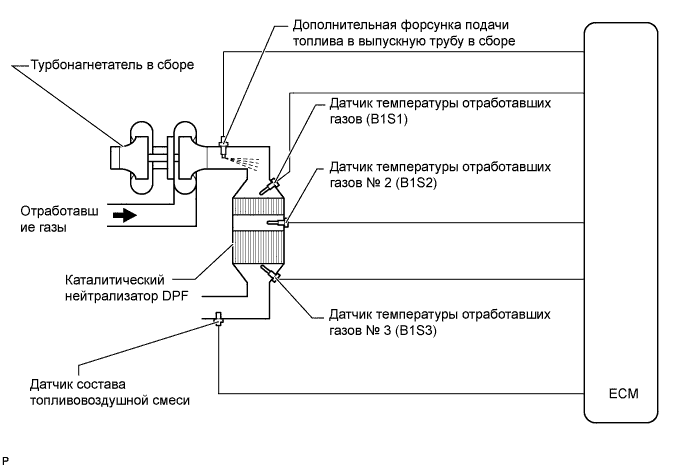 Дополнительная форсунка подачи
топлива в выпускную трубу в сборе
Турбонагнетатель в сборе
Датчик температуры отработавших
газов (B1S1)
Датчик температуры отработавших
газов № 2 (B1S2)
Отработавш
ие газы
Каталитический
нейтрализатор DPF
Датчик температуры отработавших
газов № 3 (B1S3)
Датчик состава
топливовоздушной смеси
ECM
P